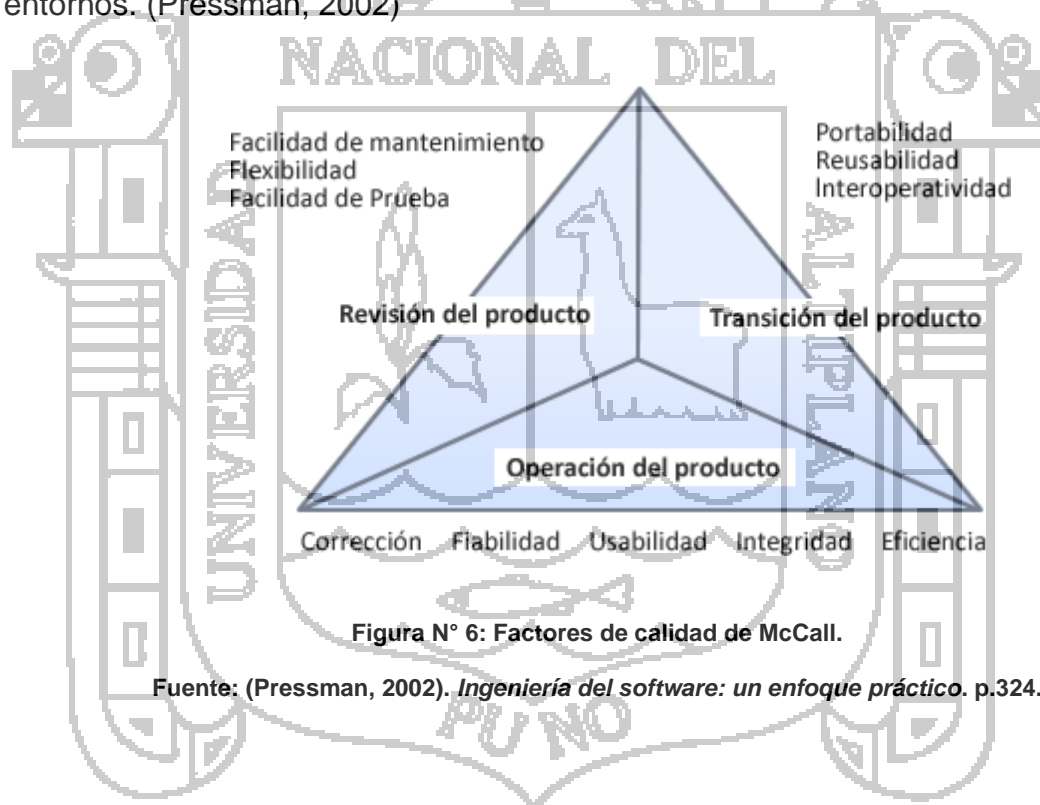 entornos. (Pressman, 2002)
NACIONAL DEL
UNIVERSIDAD
ALTIPLANO
Facilidad de mantenimiento
Flexibilidad
Facilidad de Prueba
Portabilidad
Reusabilidad
Interoperatividad
Revisión del producto
Transición del producto
Operación del producto
Corrección Fiabilidad Usabilidad Integridad Eficiencia
Figura N° 6: Factores de calidad de McCall.
Fuente: (Pressman, 2002). Ingeniería del software: un enfoque práctico. p.324.
PUNO